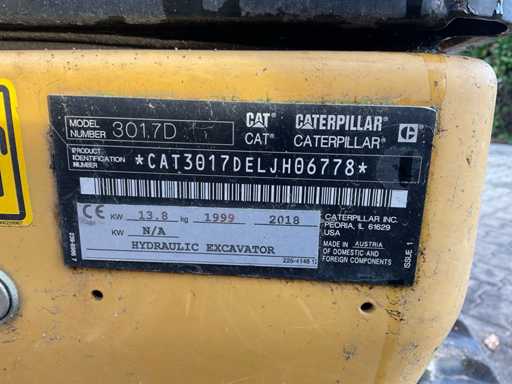 MODEL NUMBER 301.7D
CAT CATERPILLAR
CAT CATERPILLAR
PRODUCT IDENTIFICATION NUMBER *CAT3017DELJH06778*
CE KW 13.8 kg 1999 2018
KW N/A
HYDRAULIC EXCAVATOR
CATERPILLAR INC.
PEORIA, IL 61629
USA
MADE IN AUSTRIA
OF DOMESTIC AND
FOREIGN COMPONENTS
ISSUE 1